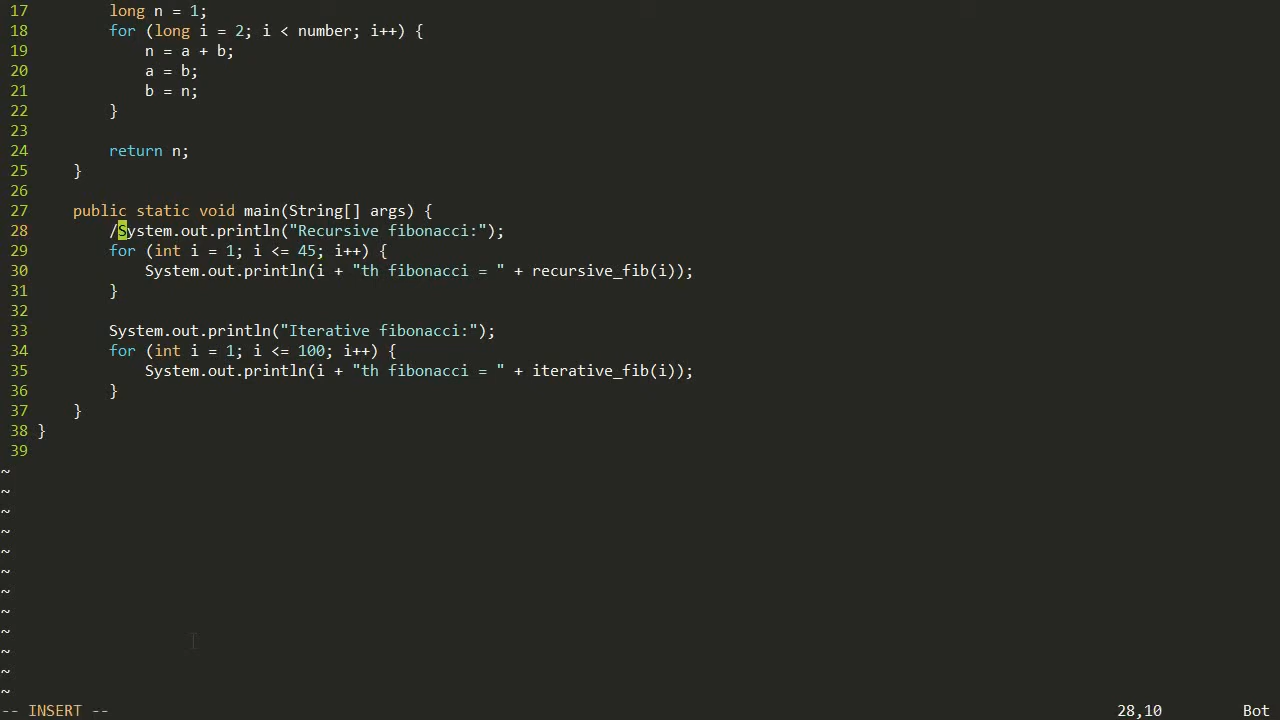 17         long n = 1;
18         for (long i = 2; i < number; i++) {
19             n = a + b;
20             a = b;
21             b = n;
22         }
23
24         return n;
25     }
26
27     public static void main(String[] args) {
28         /System.out.println("Recursive fibonacci:");
29         for (int i = 1; i <= 45; i++) {
30             System.out.println(i + "th fibonacci = " + recursive_fib(i));
31         }
32
33         System.out.println("Iterative fibonacci:");
34         for (int i = 1; i <= 100; i++) {
35             System.out.println(i + "th fibonacci = " + iterative_fib(i));
36         }
37     }
38 }
39
~
~
~
~
~
~
~
~
~
~
~
~
-- INSERT -- 28,10 Bot